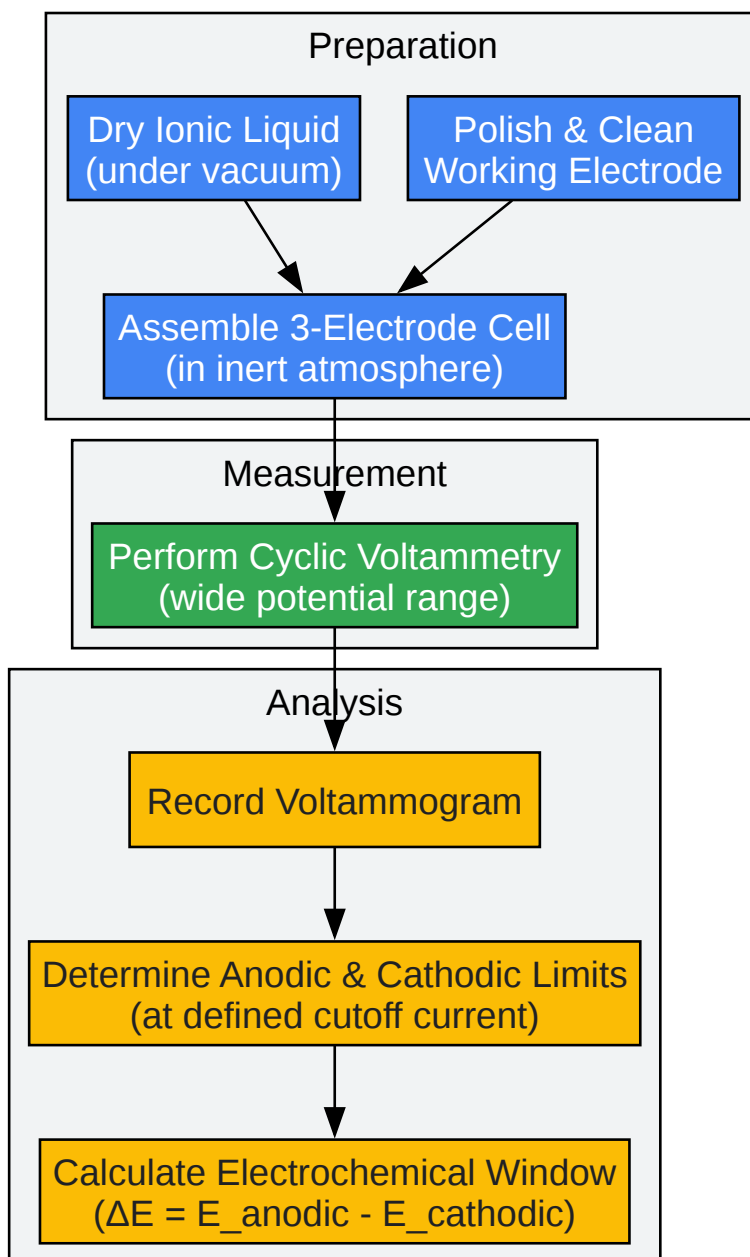 Preparation
Dry Ionic Liquid
(under vacuum)
Polish & Clean
Working Electrode
Assemble 3-Electrode Cell
(in inert atmosphere)
Measurement
Perform Cyclic Voltammetry
(wide potential range)
Analysis
Record Voltammogram
Determine Anodic & Cathodic Limits
(at defined cutoff current)
Calculate Electrochemical Window
(ΔE = E_anodic - E_cathodic)